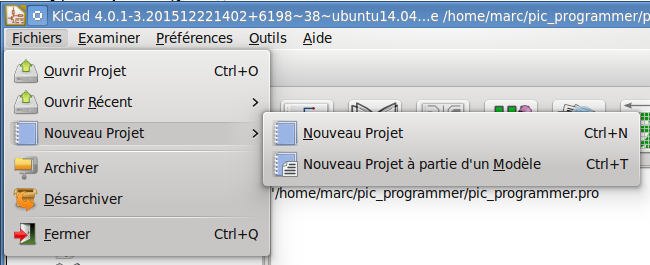 KiCad 4.0.1-3.201512221402+6198~38~ubuntu14.04...e /home/marc/pic_programmer/p
Fichiers Examiner Préférences Outils Aide
Ouvrir Projet Ctrl+O
Ouvrir Récent
Nouveau Projet
Nouveau Projet Ctrl+N
Nouveau Projet à partie d'un Modèle Ctrl+T
Archiver
Désarchiver
'/home/marc/pic_programmer/pic_programmer.pro
Fermer Ctrl+Q